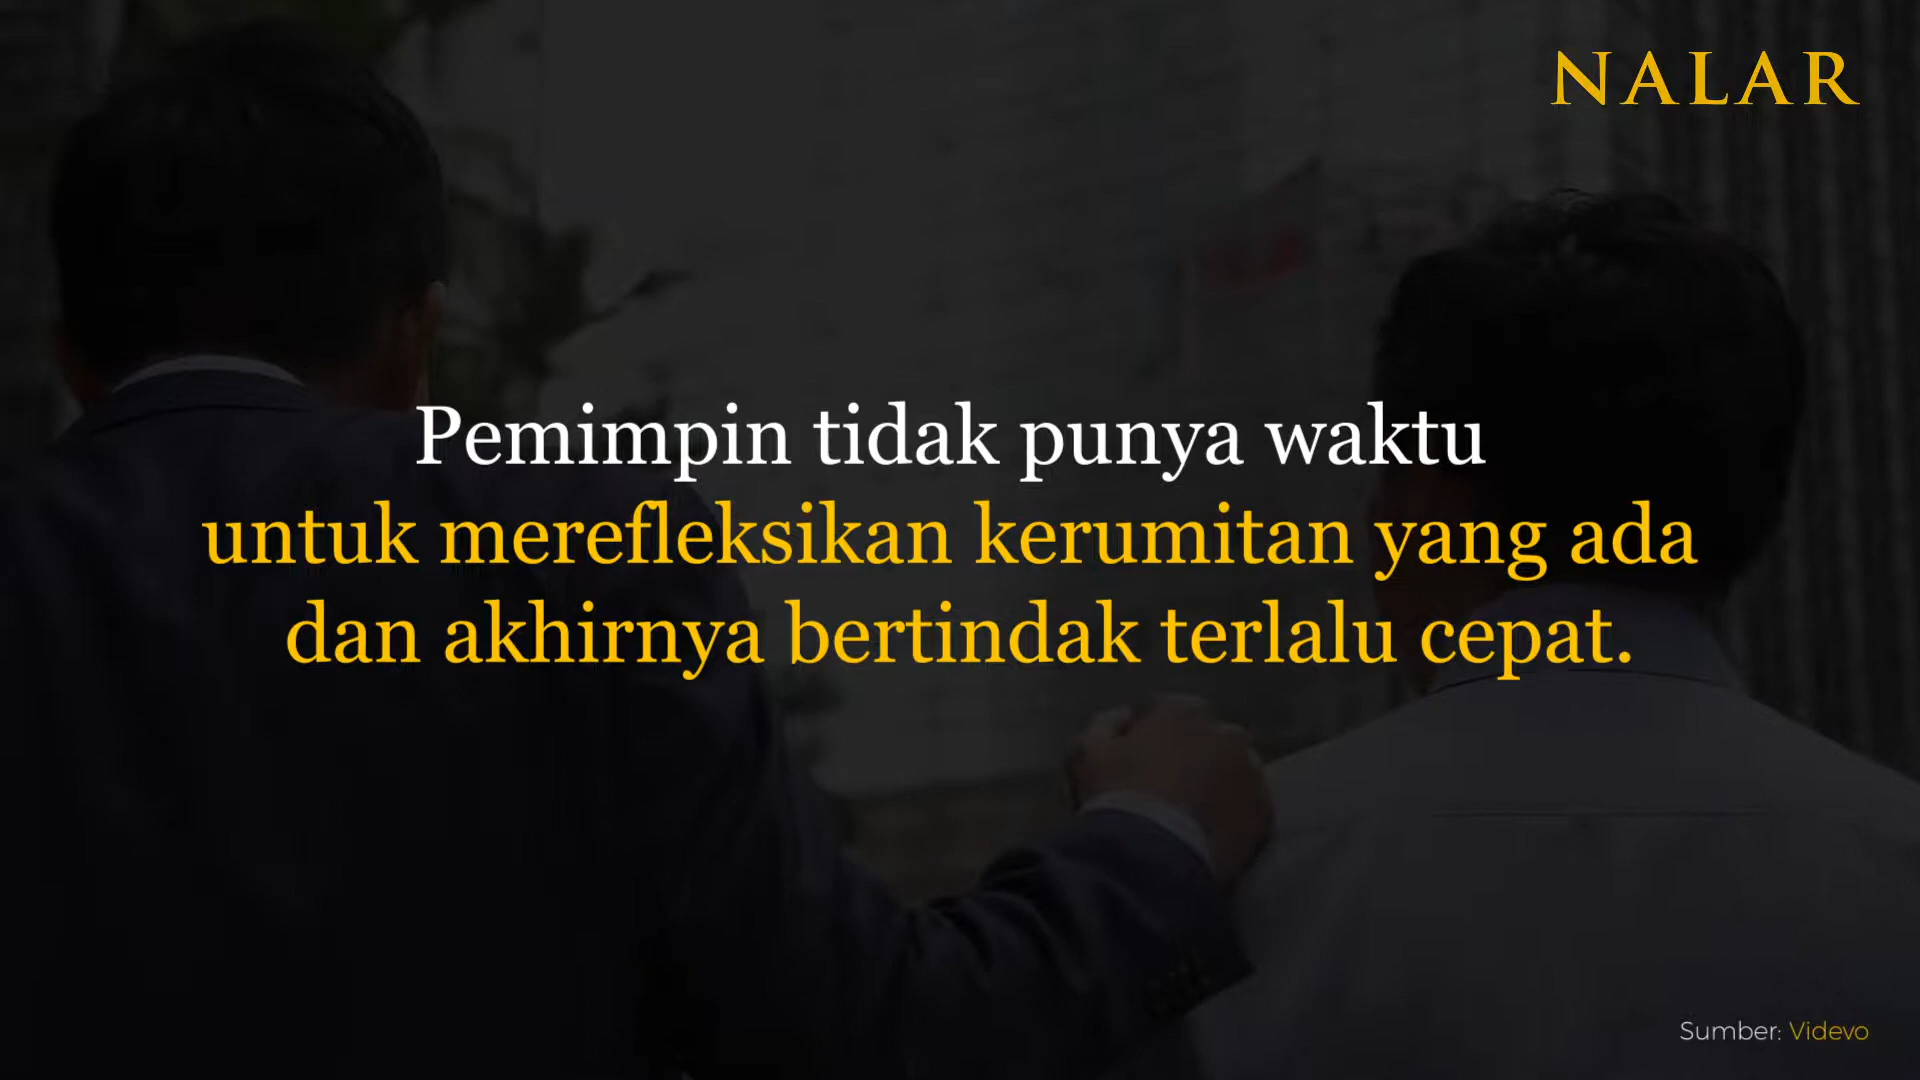 NALAR
Pemimpin tidak punya waktu
untuk merefleksikan kerumitan yang ada
dan akhirnya bertindak terlalu cepat.
Sumber: Videvo